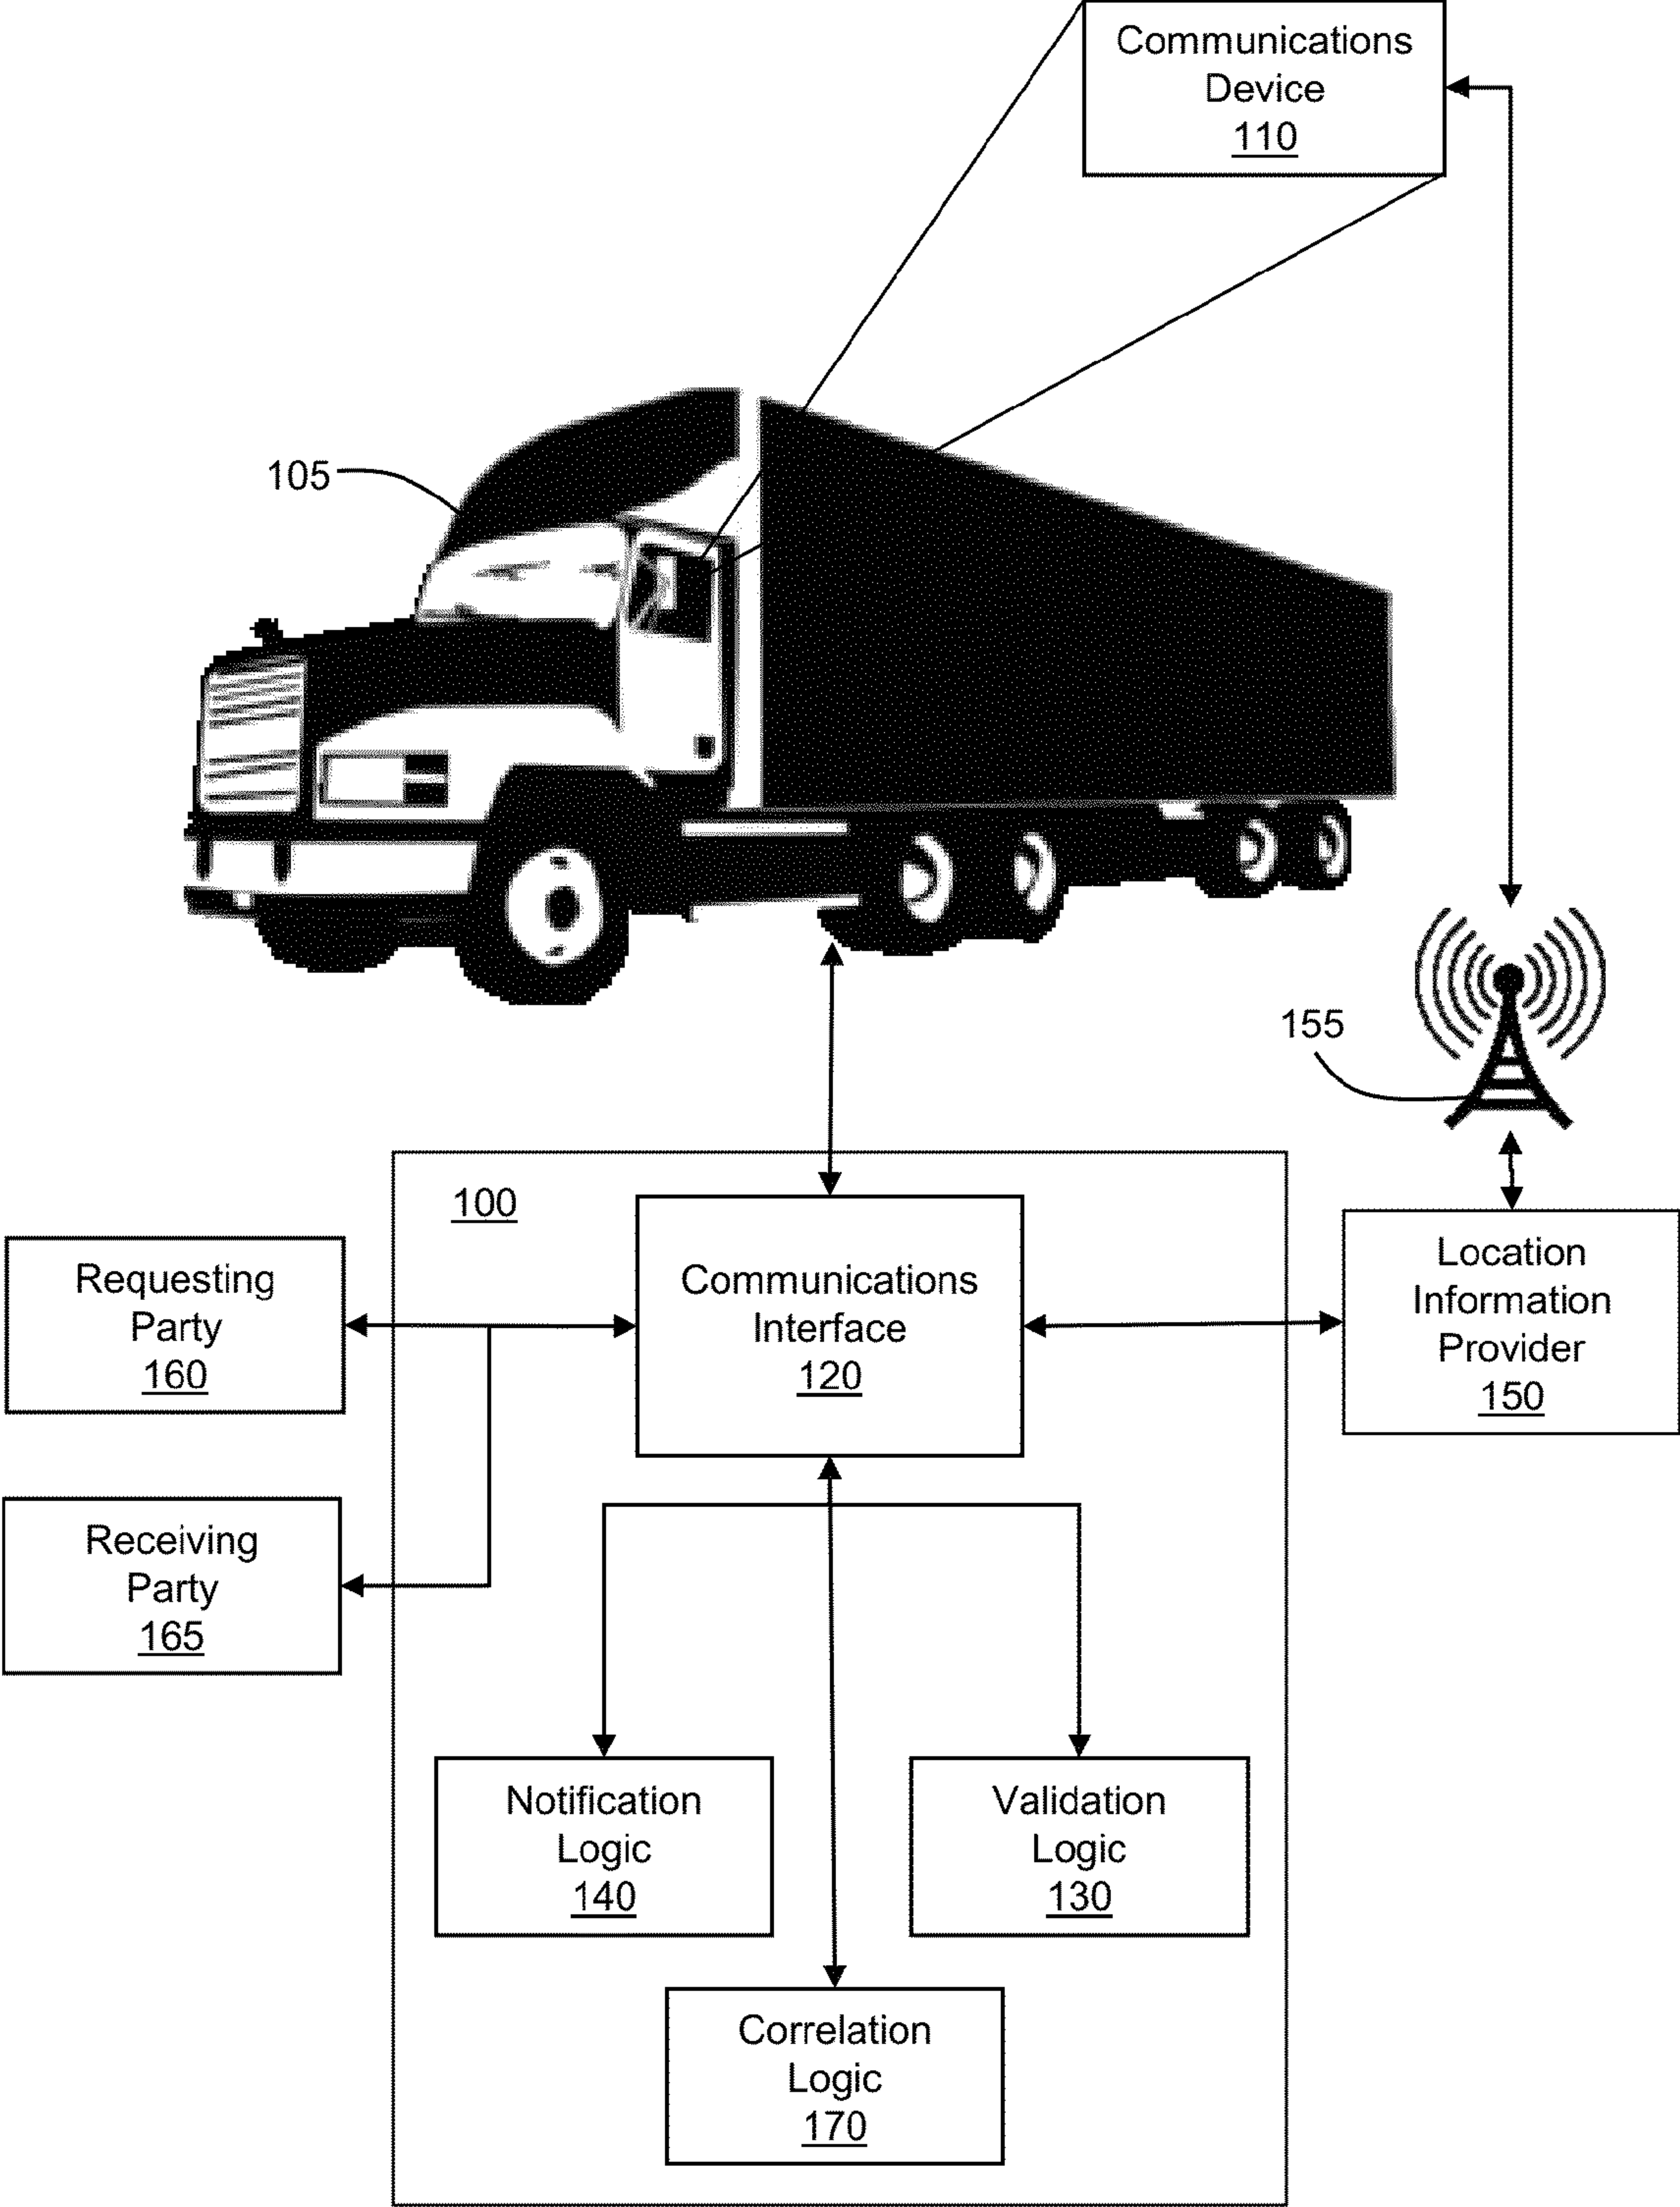 Communications
Device
110
105
155
100
Requesting
Party
160
Communications
Interface
120
Location
Information
Provider
150
Receiving
Party
165
Notification
Logic
140
Validation
Logic
130
Correlation
Logic
170